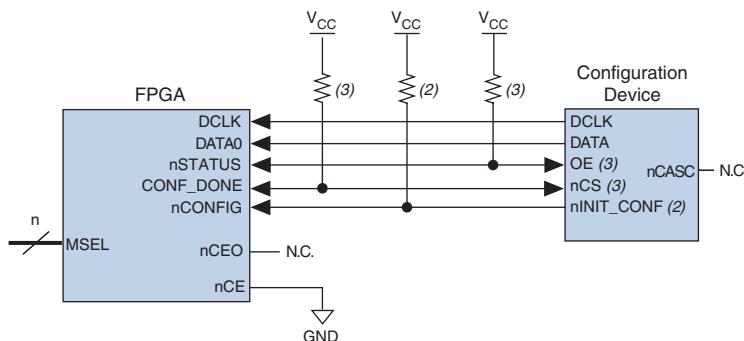 VCC VCC VCC
(3) (2) (3)
FPGA
Configuration
Device
DCLK DCLK
DATA0 DATA
nSTATUS OE (3)
nCASC N.C
CONF_DONE nCS (3)
nCONFIG nINIT_CONF (2)
n
MSEL
nCEO N.C.
nCE
GND